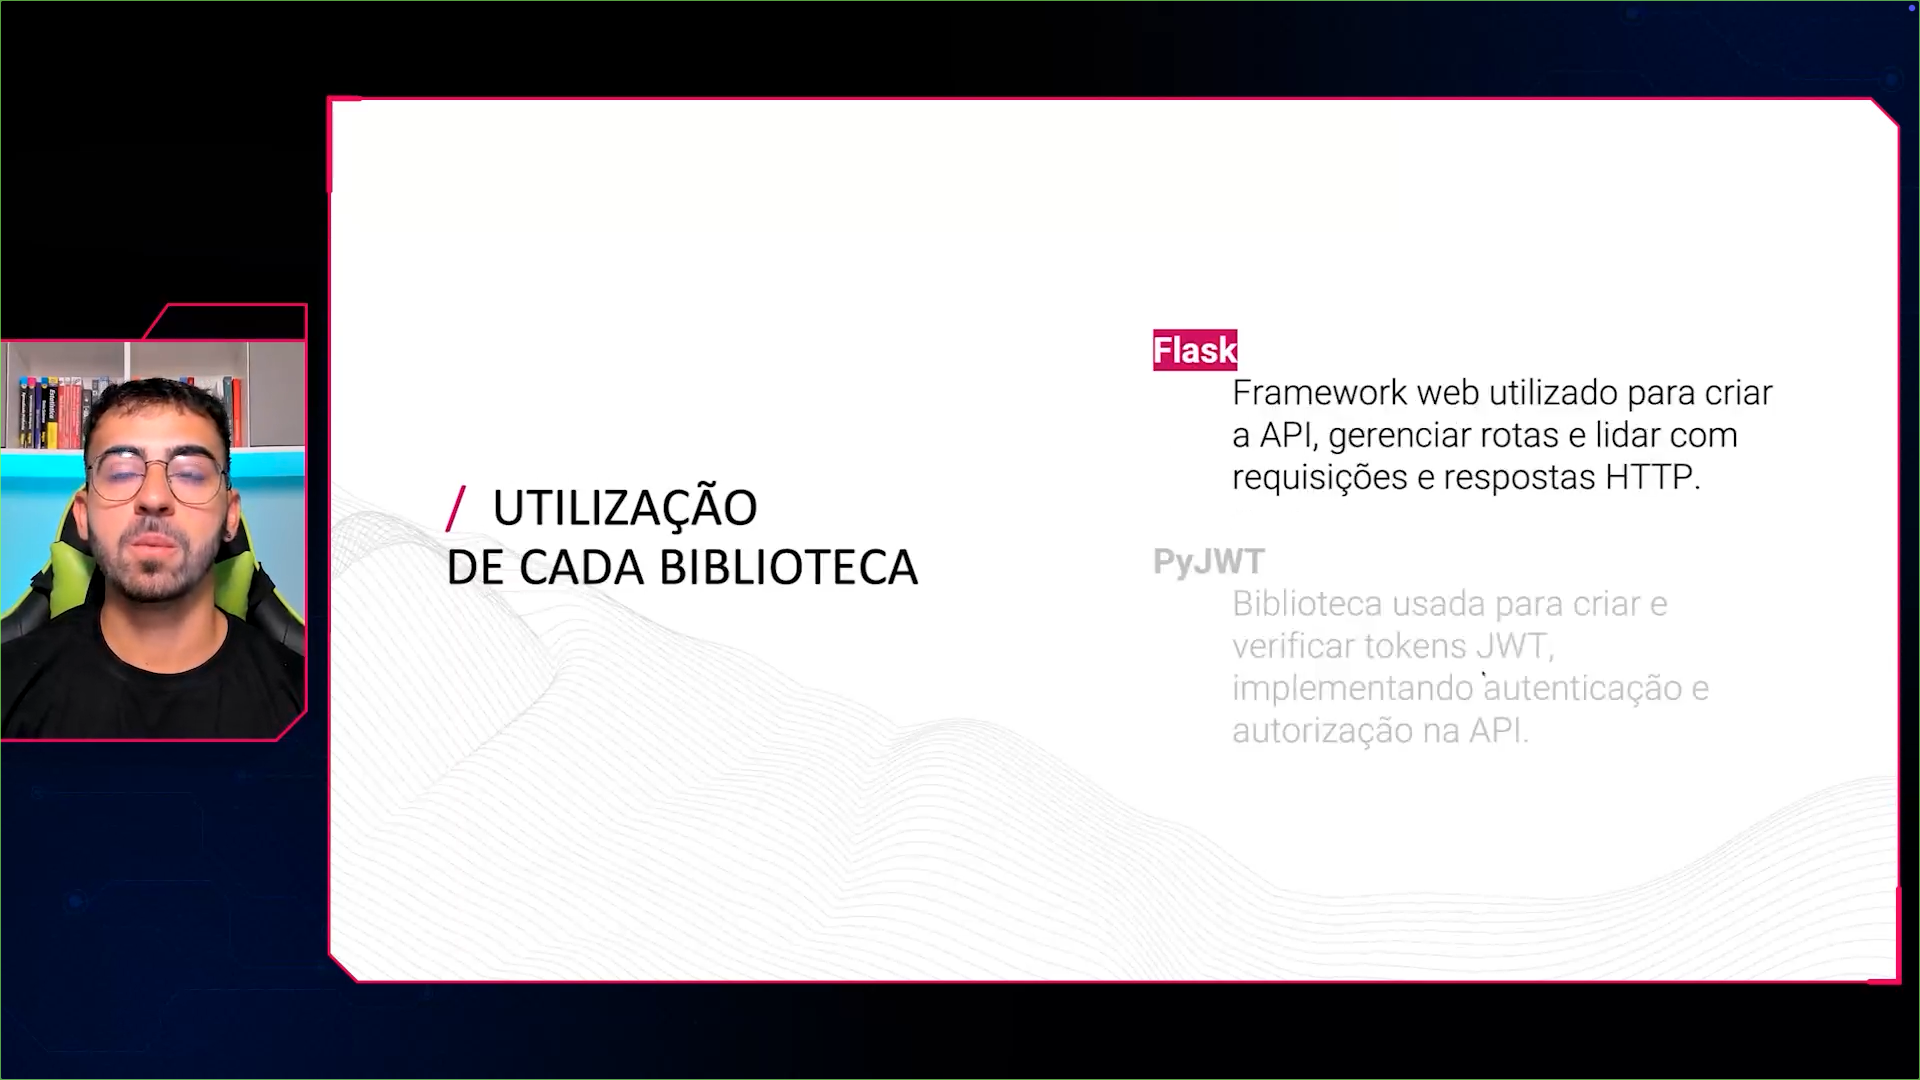 / UTILIZAÇÃO
DE CADA BIBLIOTECA
Flask
Framework web utilizado para criar
a API, gerenciar rotas e lidar com
requisições e respostas HTTP.
PyJWT
Biblioteca usada para criar e
verificar tokens JWT,
implementando autenticação e
autorização na API.